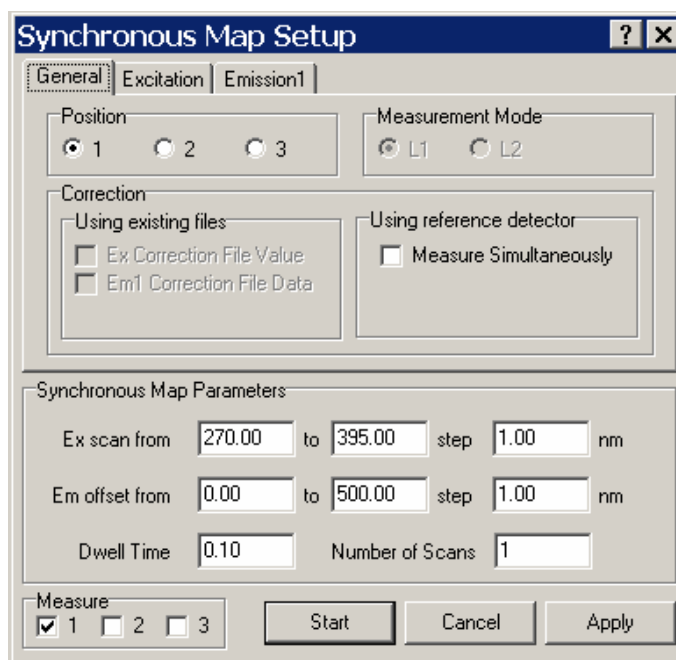 Synchronous Map Setup ? X
General Excitation Emission1
Position Measurement Mode
1 2 3 L1 L2
Correction
Using existing files Using reference detector
Ex Correction File Value Measure Simultaneously
Em1 Correction File Data
Synchronous Map Parameters
Ex scan from 270.00 to 395.00 step 1.00 nm
Em offset from 0.00 to 500.00 step 1.00 nm
Dwell Time 0.10 Number of Scans 1
Measure
1 2 3 Start Cancel Apply